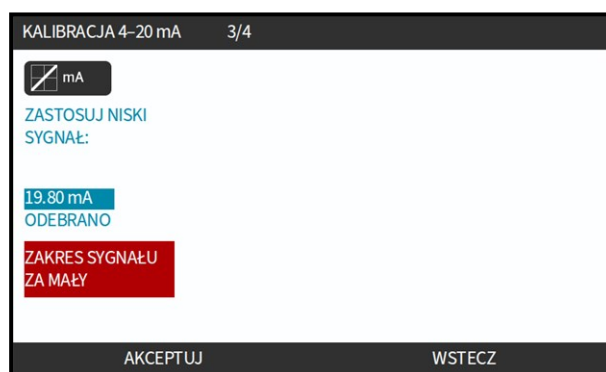 KALIBRACJA 4–20 mA 3/4
mA
ZASTOSUJ NISKI
SYGNAŁ:
19.80 mA
ODEBRANO
ZAKRES SYGNAŁU
ZA MAŁY
AKCEPTUJ WSTECZ